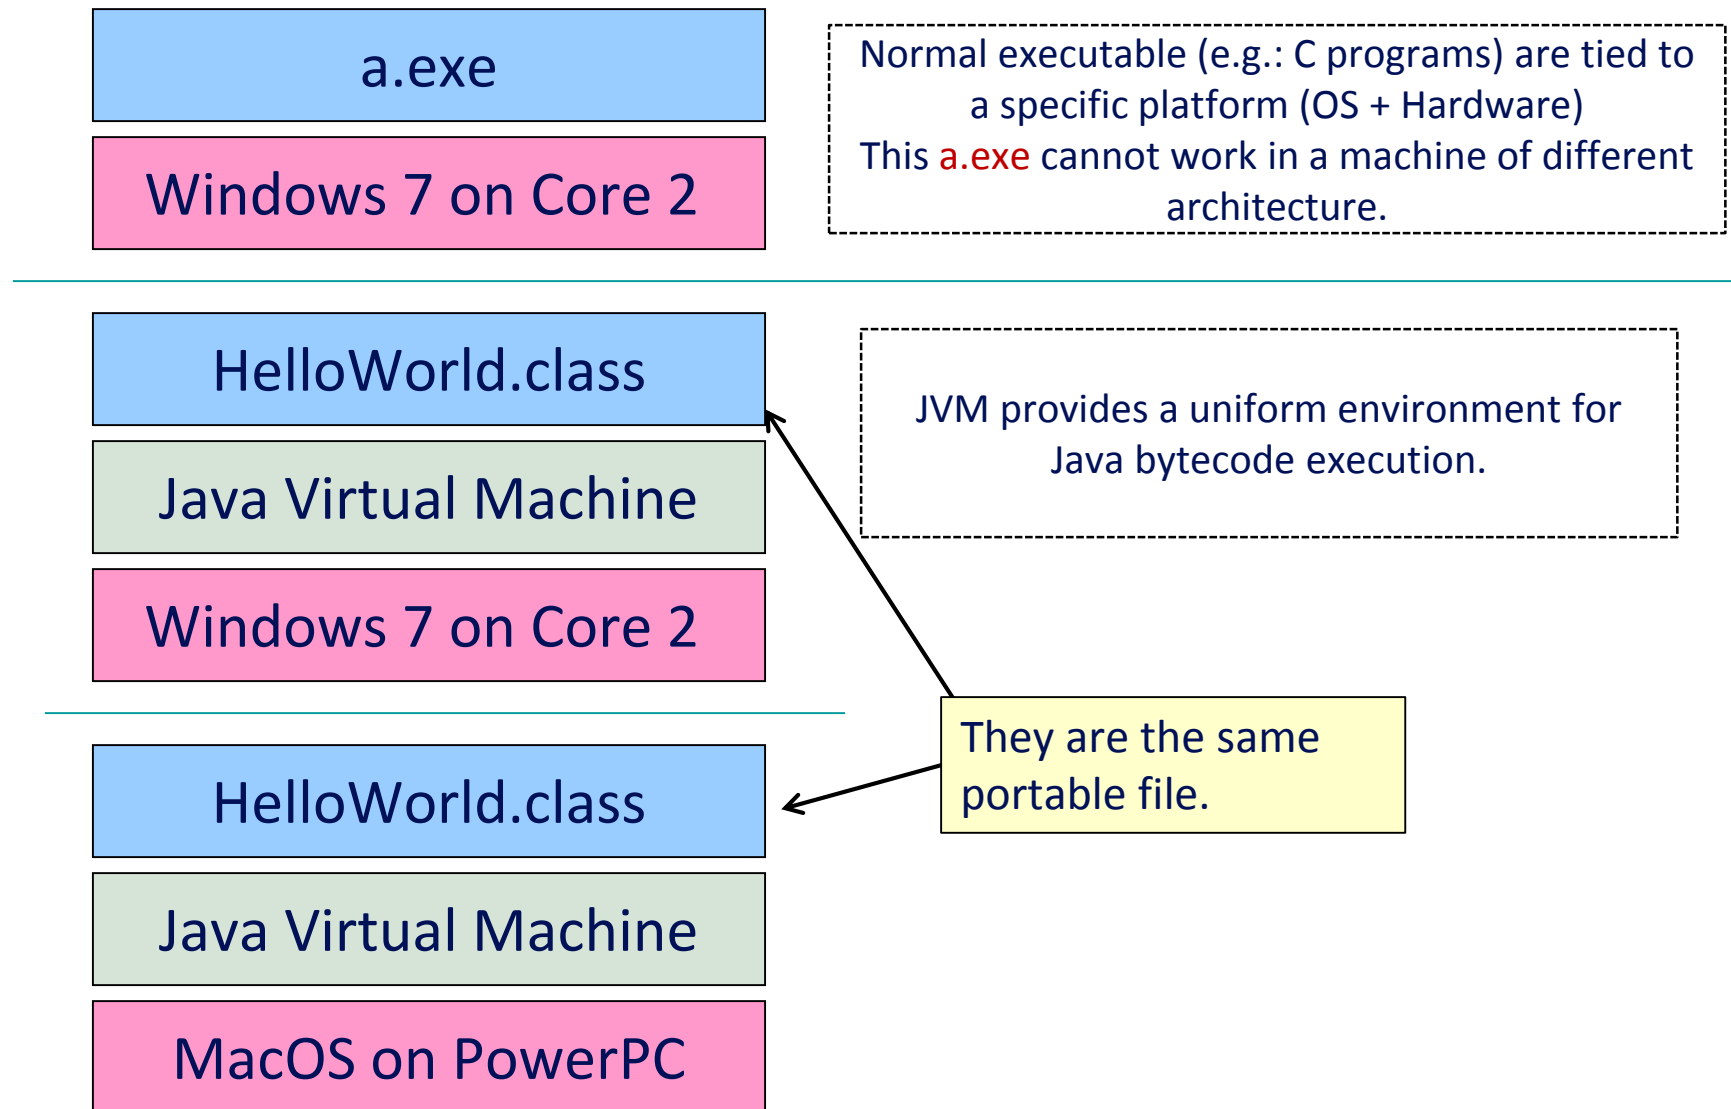 a.exe
Windows 7 on Core 2
Normal executable (e.g.: C programs) are tied to
a specific platform (OS + Hardware)
This a.exe cannot work in a machine of different
architecture.
HelloWorld.class
Java Virtual Machine
Windows 7 on Core 2
JVM provides a uniform environment for
Java bytecode execution.
They are the same
portable file.
HelloWorld.class
Java Virtual Machine
MacOS on PowerPC